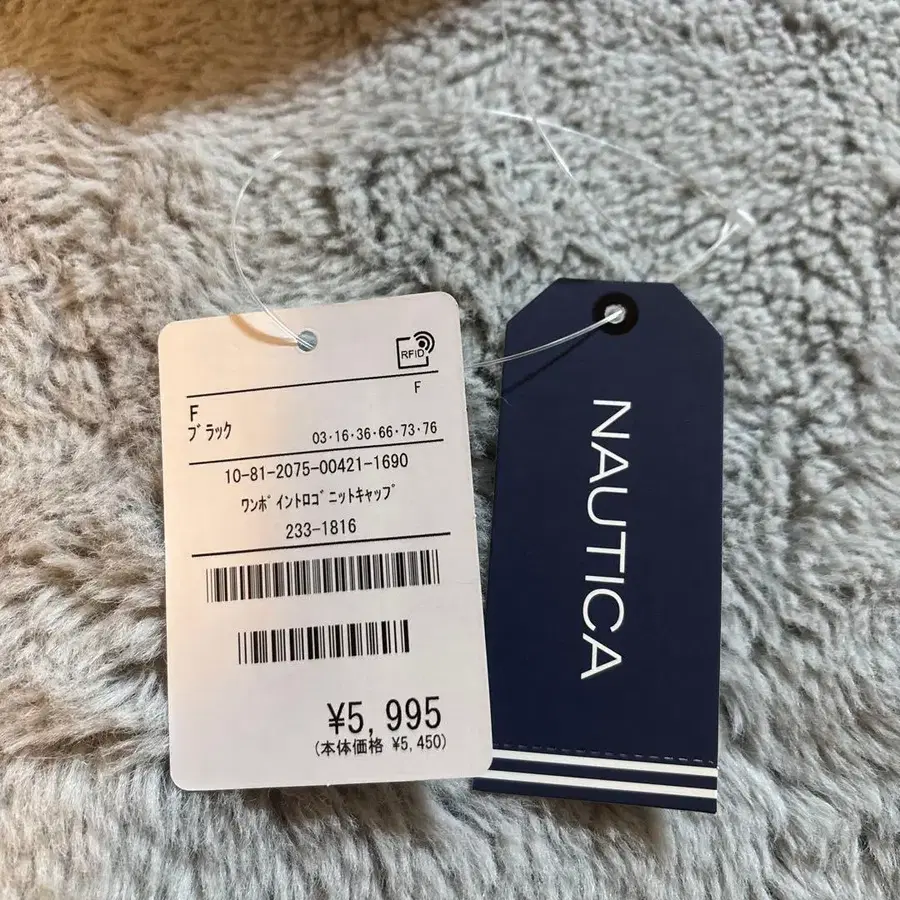 RFID
F
F
ブラック 03・16・36・66・73・76
10-81-2075-00421-1690
ワンポイントロゴニットキャップ
233-1816
¥5,995
(本体価格 ¥5,450)
NAUTICA